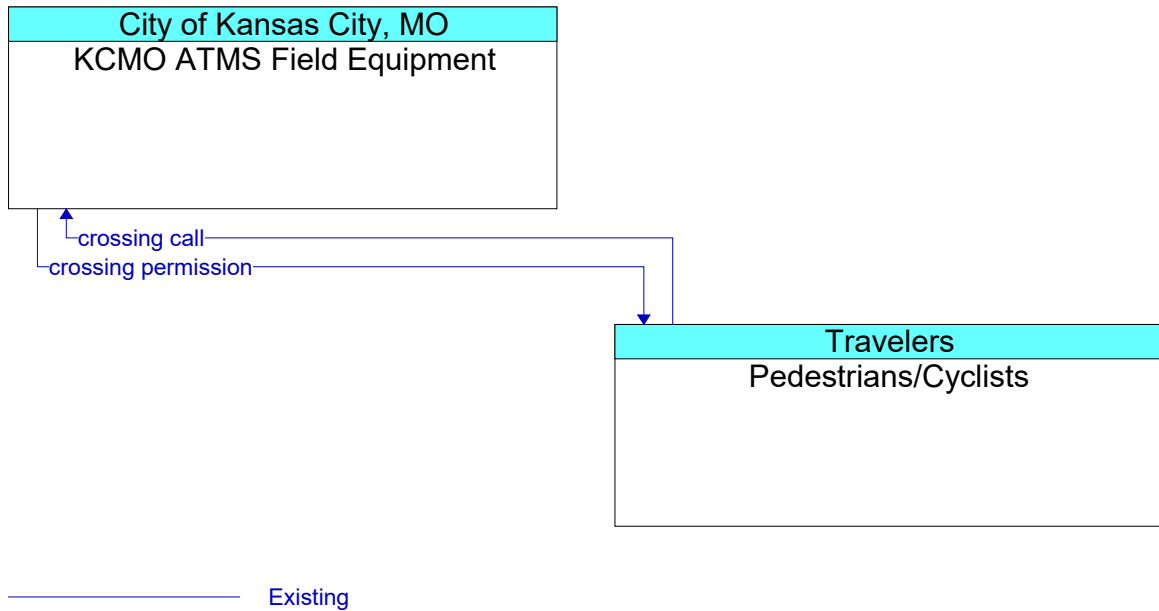 City of Kansas City, MO
KCMO ATMS Field Equipment
crossing call
crossing permission
Travelers
Pedestrians/Cyclists
Existing